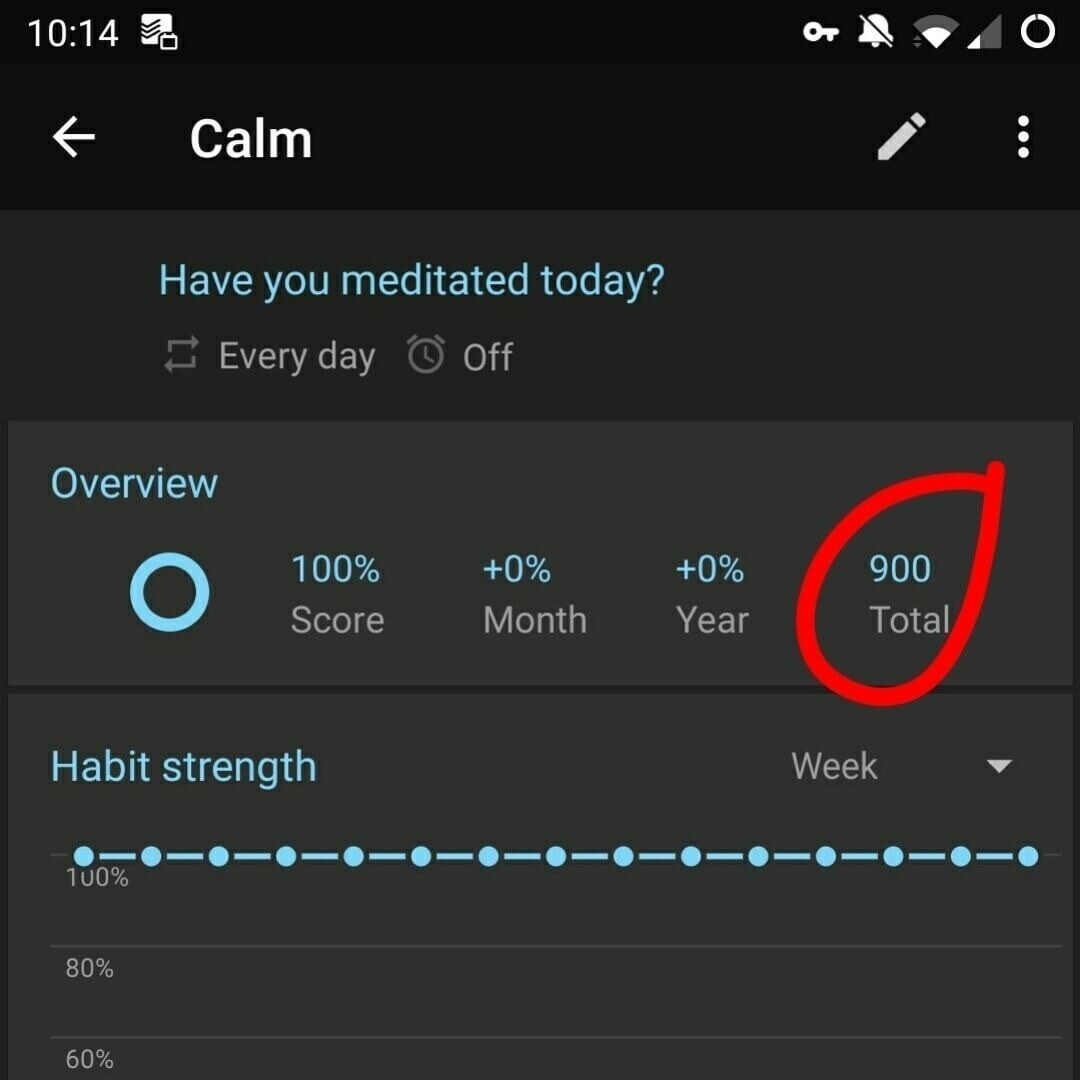 10:14
Calm
Have you meditated today?
Every day Off
Overview
100% +0% +0% 900
Score Month Year Total
Habit strength Week
100%
80%
60%